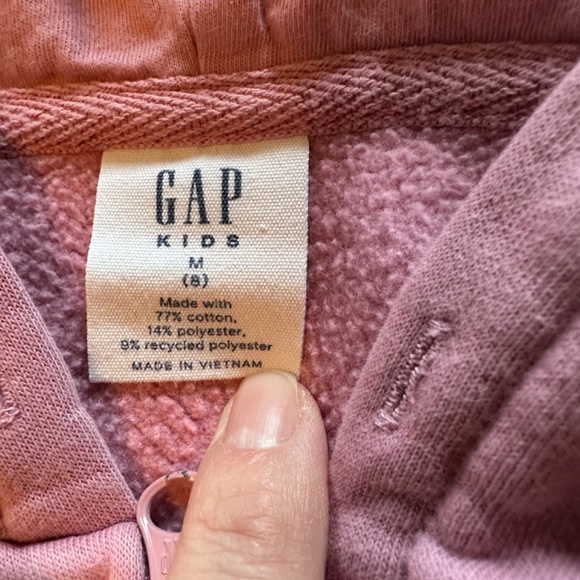 GAP
KIDS
M
(8)
Made with
77% cotton,
14% polyester,
9% recycled polyester
MADE IN VIETNAM